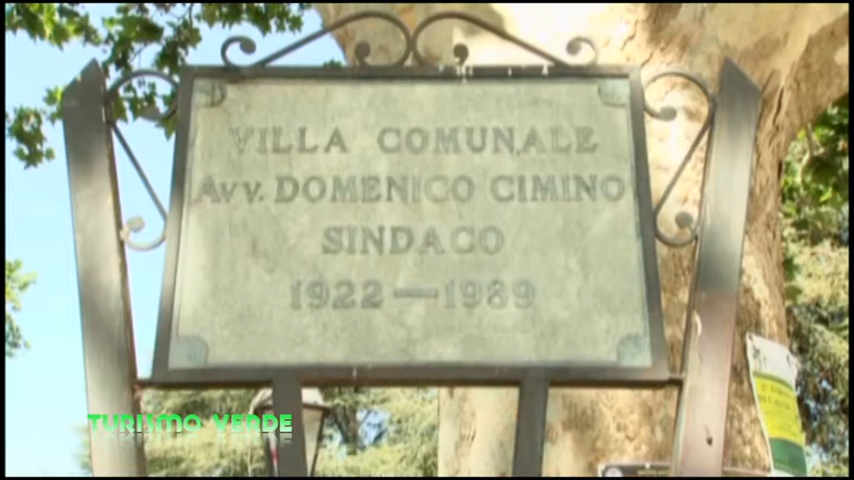 VILLA COMUNALE
AVV. DOMENICO CIMINO
SINDACO
1922 — 1989
TURISMO VERDE